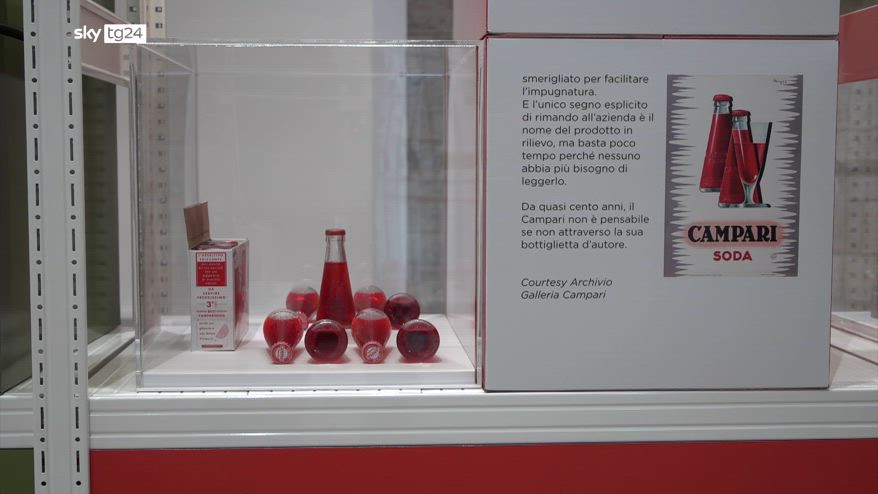 sky tg24
smerigliato per facilitare
l'impugnatura.
E l'unico segno esplicito
di rimando all'azienda è il
nome del prodotto in
rilievo, ma basta poco
tempo perché nessuno
abbia più bisogno di
leggerlo.
Da quasi cento anni, il
Campari non è pensabile
se non attraverso la sua
bottiglietta d'autore.
Courtesy Archivio
Galleria Campari
CAMPARI
SODA
L'APERITIVO
3